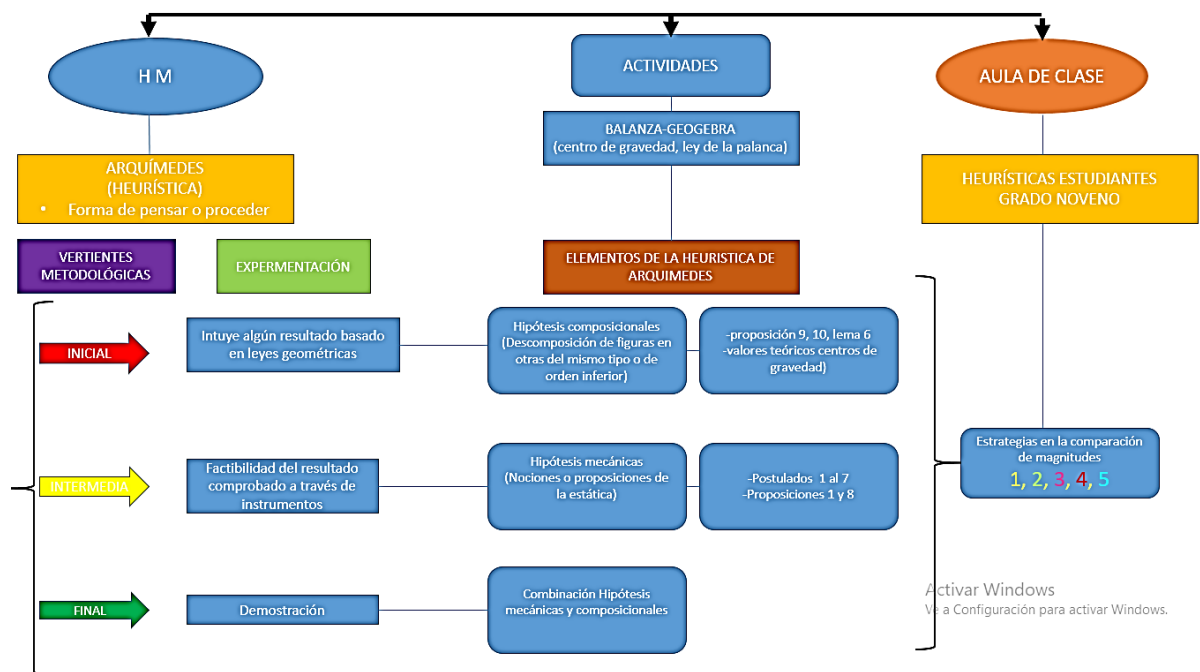 H M
ACTIVIDADES
AULA DE CLASE
BALANZA-GEOGEBRA
(centro de gravedad, ley de la palanca)
ARQUÍMEDES
(HEURÍSTICA)
• Forma de pensar o proceder
HEURÍSTICAS ESTUDIANTES
GRADO NOVENO
VERTIENTES
METODOLÓGICAS
EXPERMENTACIÓN
ELEMENTOS DE LA HEURISTICA DE
ARQUIMEDES
INICIAL
Intuye algún resultado basado
en leyes geométricas
Hipótesis composicionales
(Descomposición de figuras en
otras del mismo tipo o de
orden inferior)
-proposición 9, 10, lema 6
-valores teóricos centros de
gravedad)
Estrategias en la comparación
de magnitudes
1, 2, 3, 4, 5
INTERMEDIA
Factibilidad del resultado
comprobado a través de
instrumentos
Hipótesis mecánicas
(Nociones o proposiciones de
la estática)
-Postulados 1 al 7
-Proposiciones 1 y 8
FINAL
Demostración
Combinación Hipótesis
mecánicas y composicionales
Activar Windows
Ve a Configuración para activar Windows.